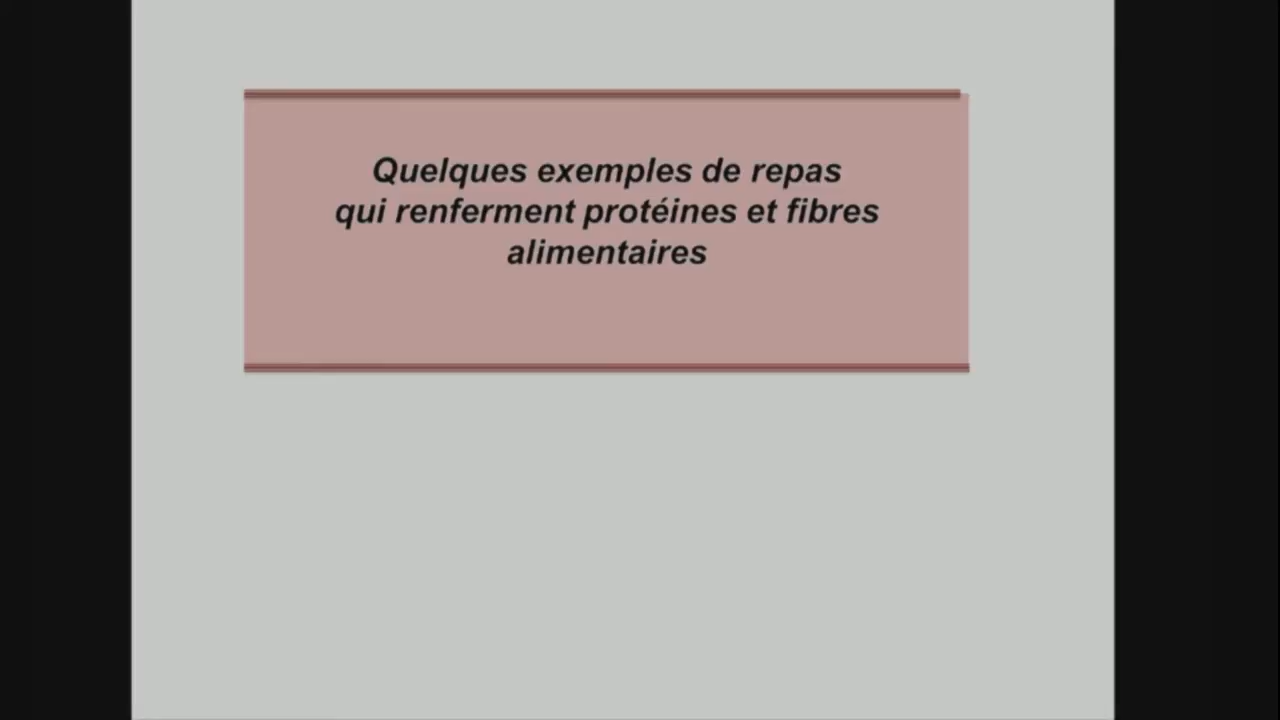 Quelques exemples de repas
qui renferment protéines et fibres
alimentaires